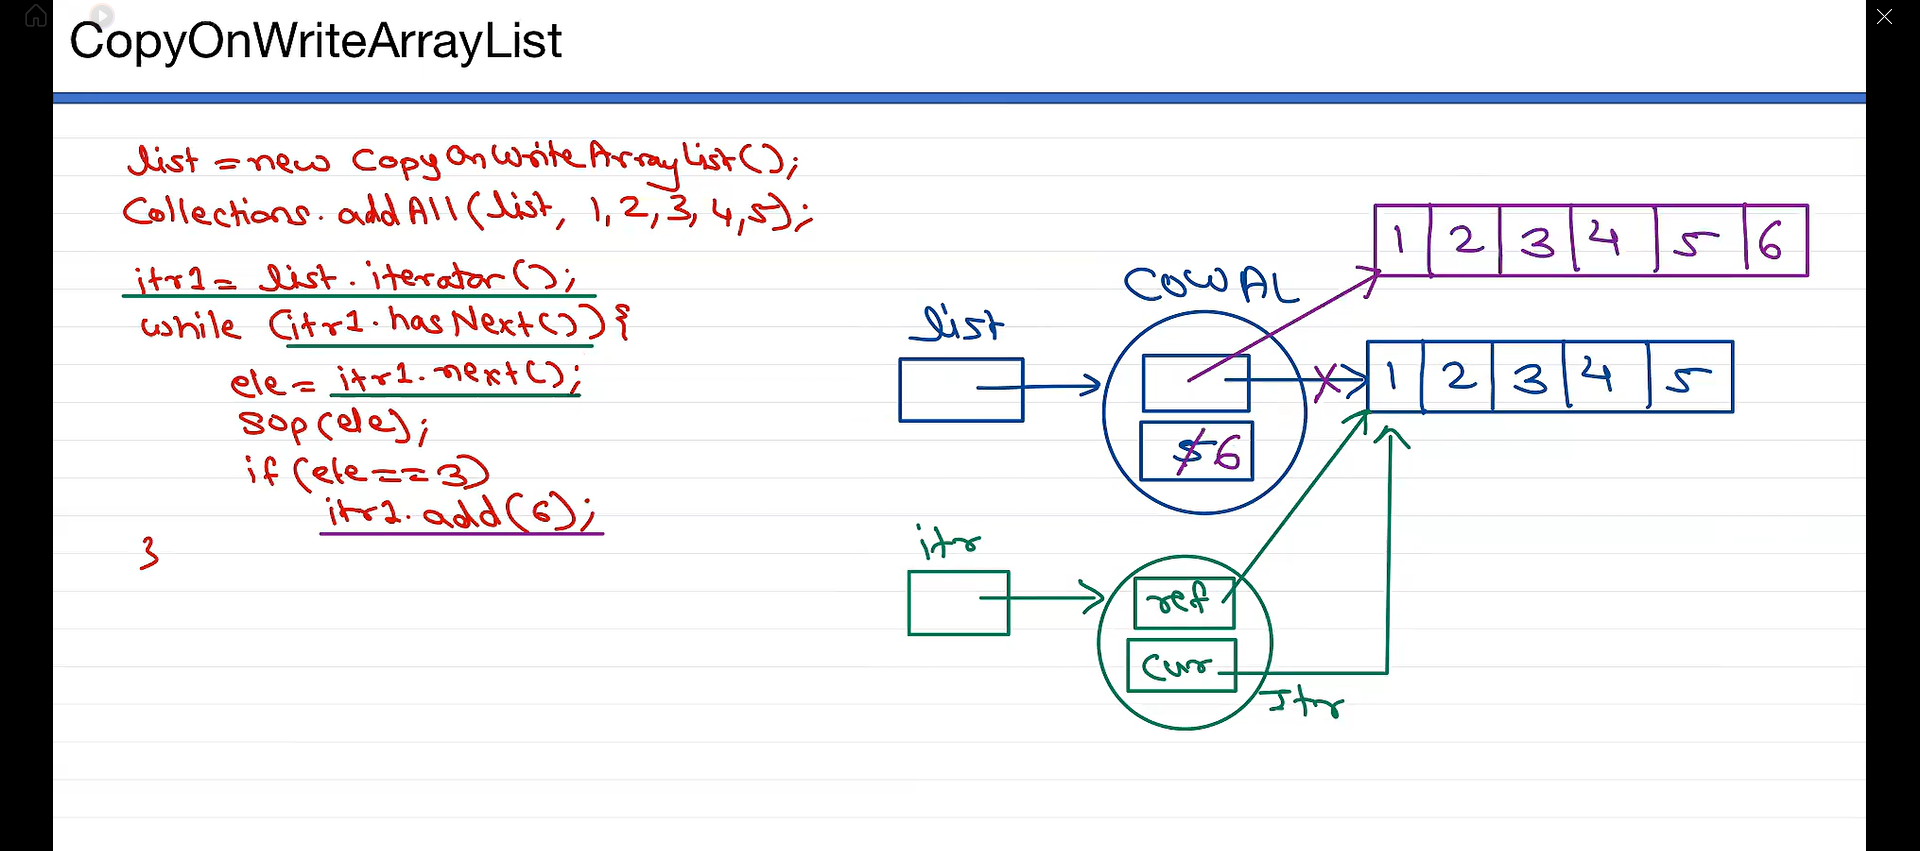 CopyOnWriteArrayList
list = new CopyOnWriteArrayList();
Collections.addAll(list, 1,2,3,4,5);
itr1 = list.iterator();
while (itr1.hasNext()) {
ele = itr1.next();
sop(ele);
if (ele == 3)
itr1.add(6);
}
1 2 3 4 5 6
COWAL
list
1 2 3 4 5
5 6
itr
ref
cur
Itr